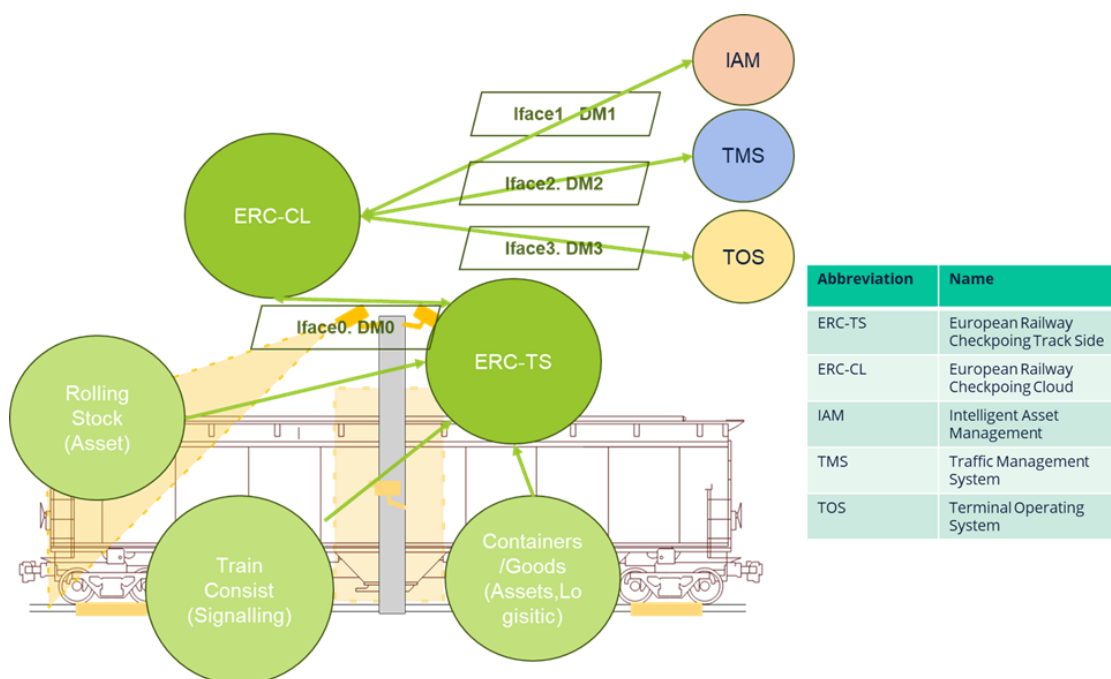 IAM
Iface1. DM1
TMS
Iface2. DM2
ERC-CL
Iface3. DM3
TOS
Iface0. DM0
ERC-TS
Rolling
Stock
(Asset)
Train
Consist
(Signalling)
Containers
/Goods
(Assets,Lo
gisitic)
Abbreviation Name
ERC-TS European Railway
Checkpoing Track Side
ERC-CL European Railway
Checkpoing Cloud
IAM Intelligent Asset
Management
TMS Traffic Management
System
TOS Terminal Operating
System